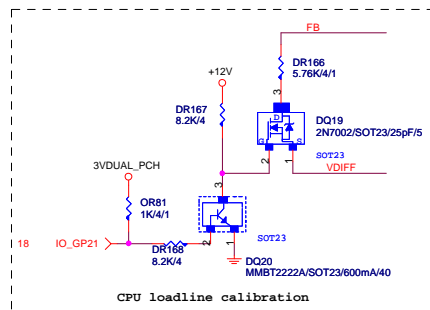 FB
DR166
5.76K/4/1
+12V
3
D
DR167
8.2K/4
DQ19
2N7002/SOT23/25pF/5
G
S
SOT23
2
1
VDIFF
3VDUAL_PCH
3
OR81
1K/4/1
SOT23
18
IO_GP21
DR168
8.2K/4
2
1
DQ20
MMBT2222A/SOT23/600mA/40
CPU loadline calibration